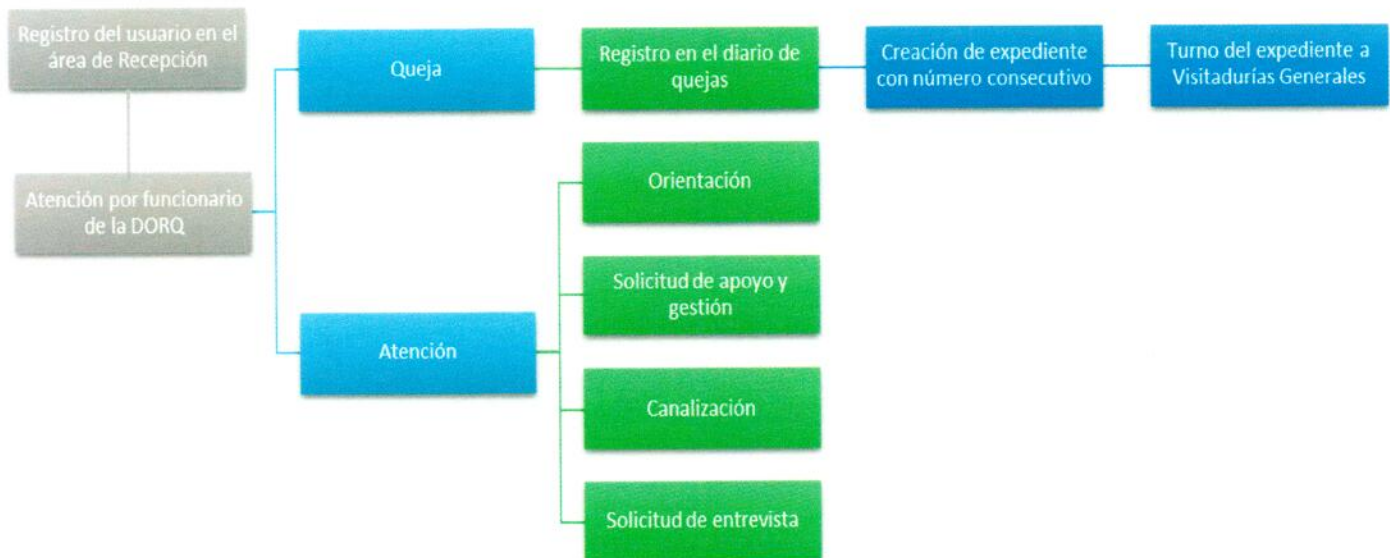 Registro del usuario en el
área de Recepción
Queja
Registro en el diario de
quejas
Creación de expediente
con número consecutivo
Turno del expediente a
Visitadurías Generales
Atención por funcionario
de la DORQ
Orientación
Solicitud de apoyo y
gestión
Atención
Canalización
Solicitud de entrevista